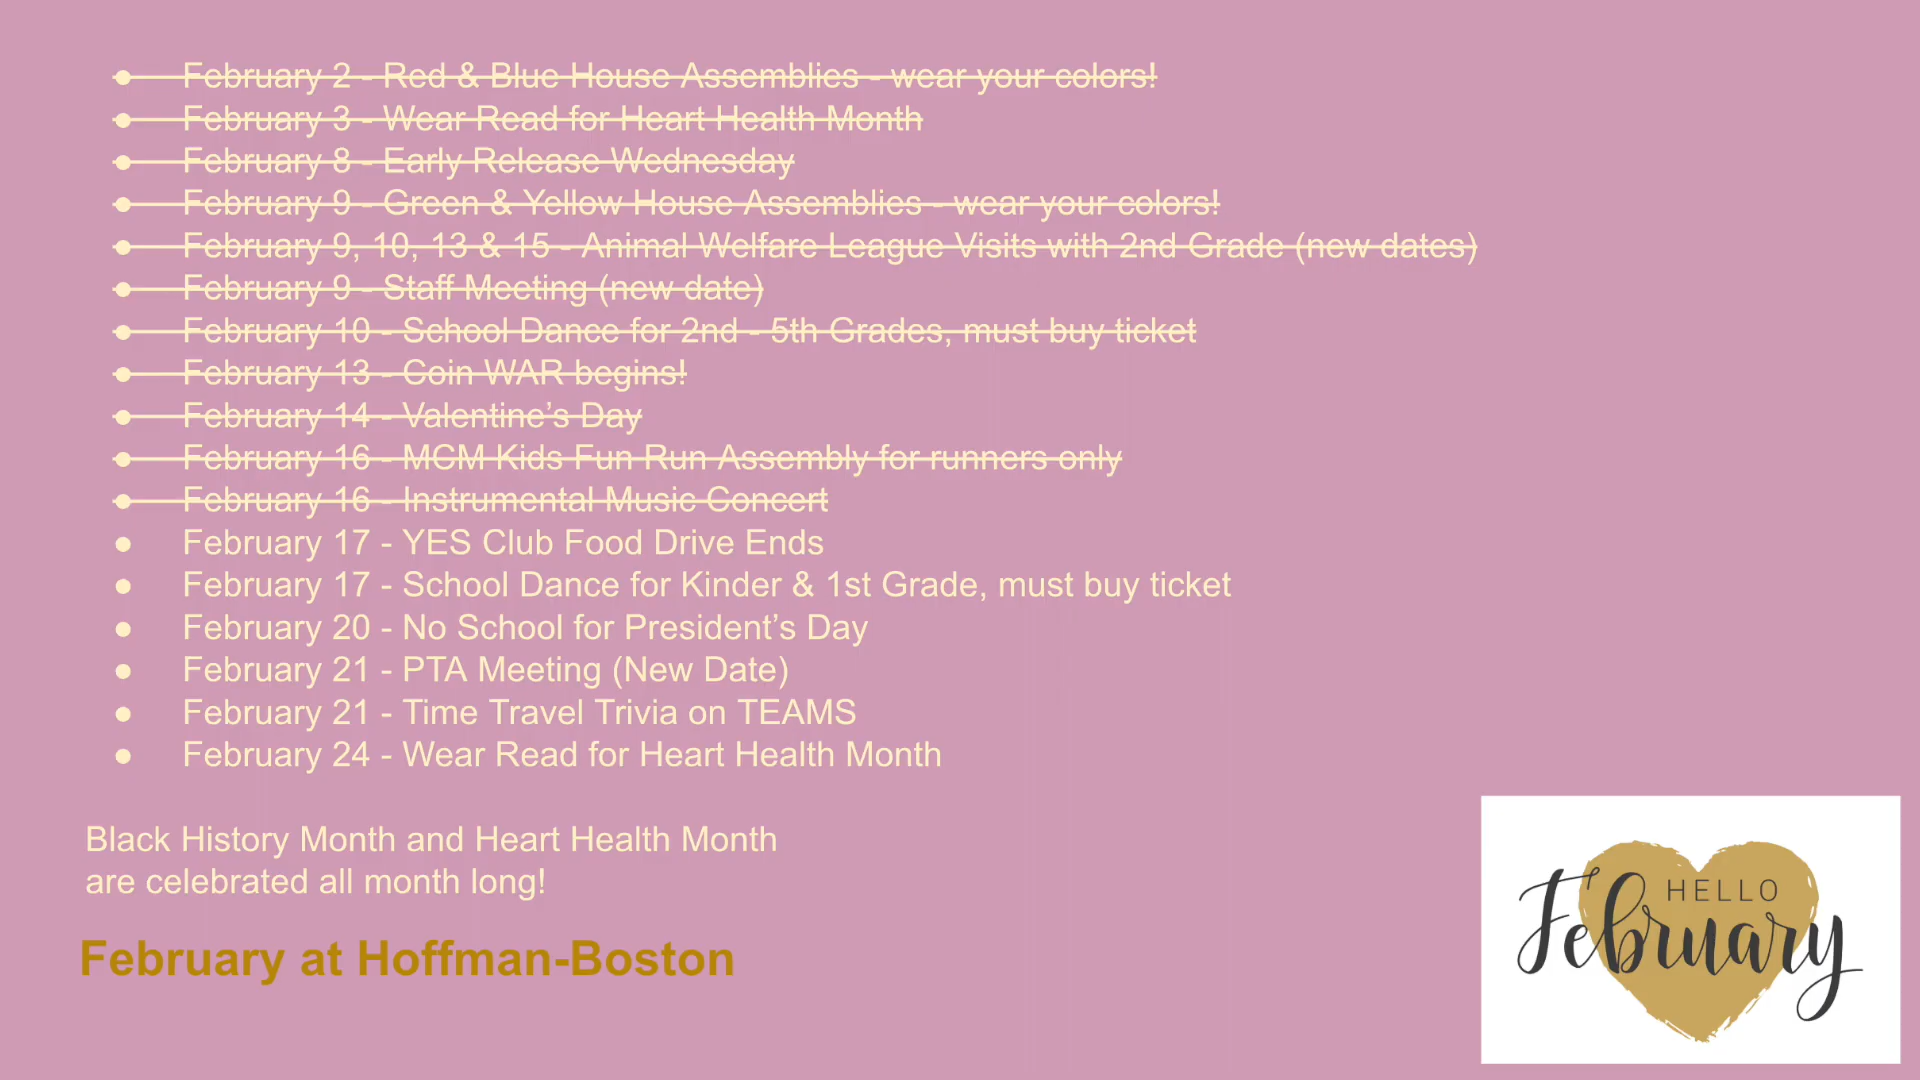 ● February 2 - Red & Blue House Assemblies - wear your colors!
● February 3 - Wear Read for Heart Health Month
● February 8 - Early Release Wednesday
● February 9 - Green & Yellow House Assemblies - wear your colors!
● February 9, 10, 13 & 15 - Animal Welfare League Visits with 2nd Grade (new dates)
● February 9 - Staff Meeting (new date)
● February 10 - School Dance for 2nd - 5th Grades, must buy ticket
● February 13 - Coin WAR begins!
● February 14 - Valentine’s Day
● February 16 - MCM Kids Fun Run Assembly for runners only
● February 16 - Instrumental Music Concert
● February 17 - YES Club Food Drive Ends
● February 17 - School Dance for Kinder & 1st Grade, must buy ticket
● February 20 - No School for President’s Day
● February 21 - PTA Meeting (New Date)
● February 21 - Time Travel Trivia on TEAMS
● February 24 - Wear Read for Heart Health Month
Black History Month and Heart Health Month
are celebrated all month long!
February at Hoffman-Boston
HELLO
February